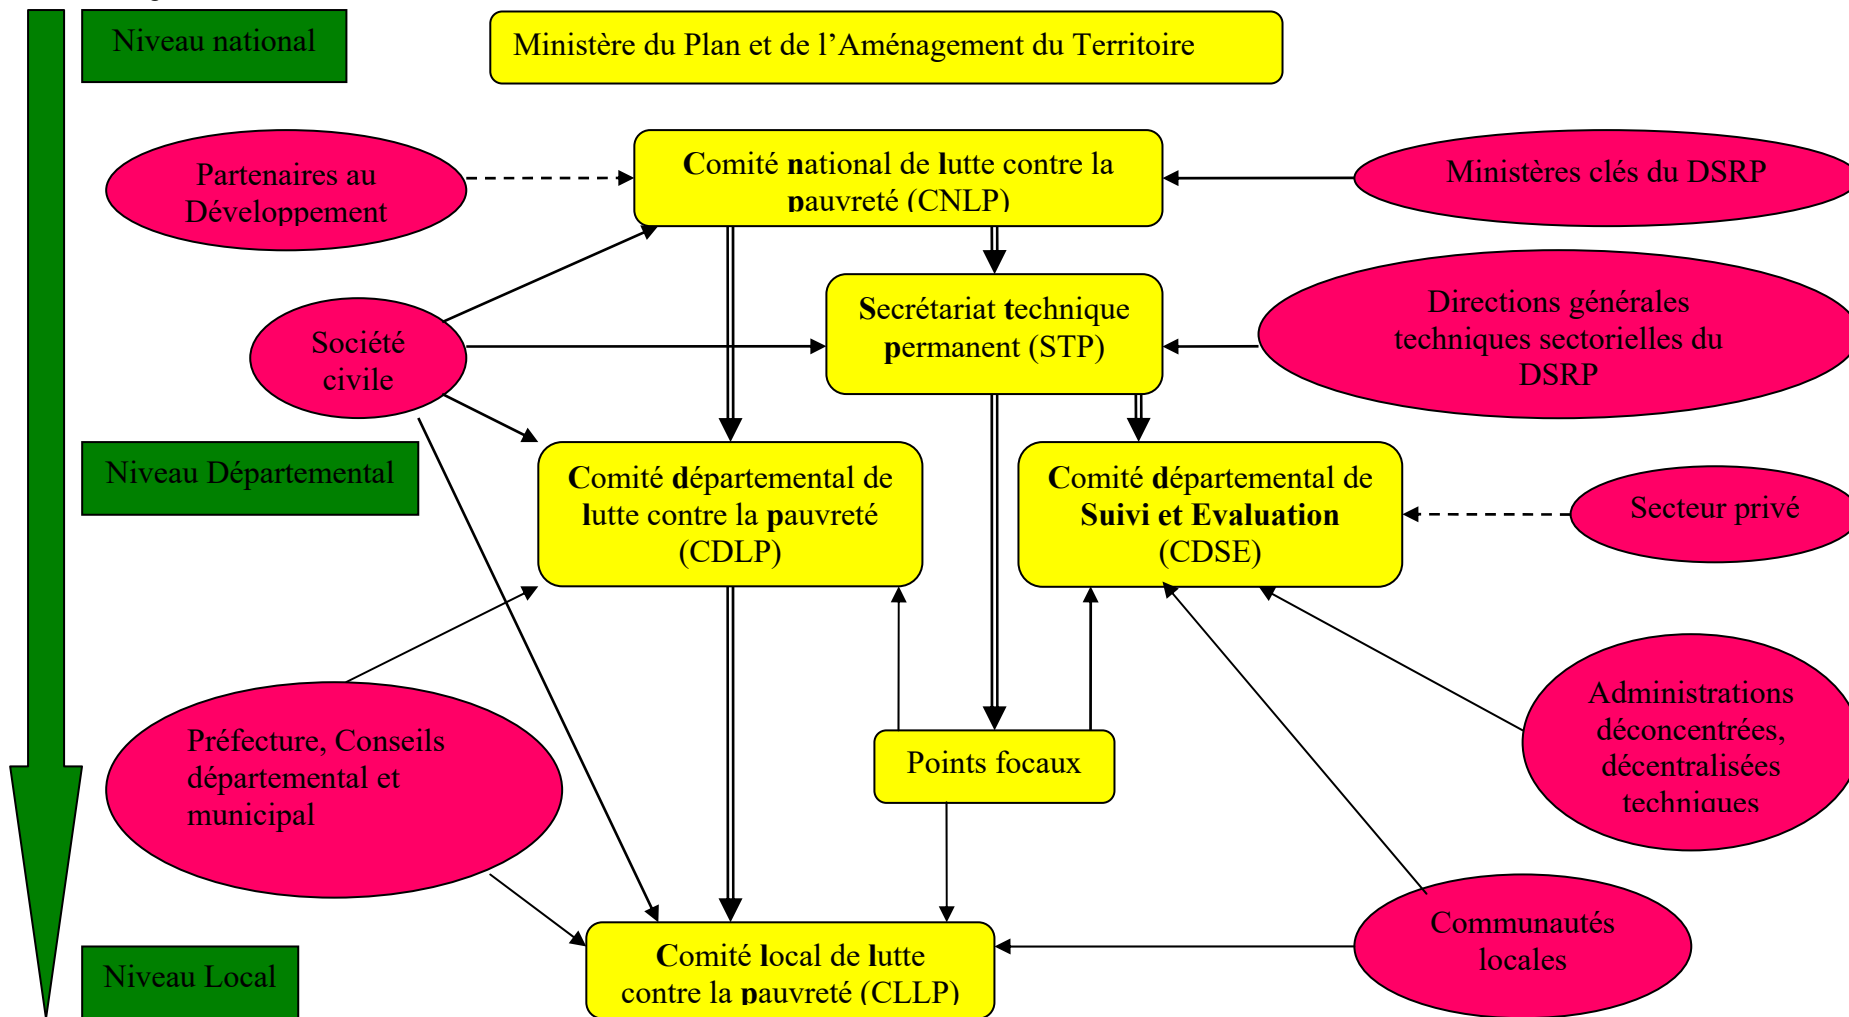 Niveau national
Ministère du Plan et de l’Aménagement du Territoire
Partenaires au
Développement
Comité national de lutte contre la
pauvreté (CNLP)
Ministères clés du DSRP
Société
civile
Secrétariat technique
permanent (STP)
Directions générales
techniques sectorielles du
DSRP
Niveau Départemental
Comité départemental de
lutte contre la pauvreté
(CDLP)
Comité départemental de
Suivi et Evaluation
(CDSE)
Secteur privé
Préfecture, Conseils
départemental et
municipal
Points focaux
Administrations
déconcentrées,
décentralisées
techniques
Niveau Local
Comité local de lutte
contre la pauvreté (CLLP)
Communautés
locales